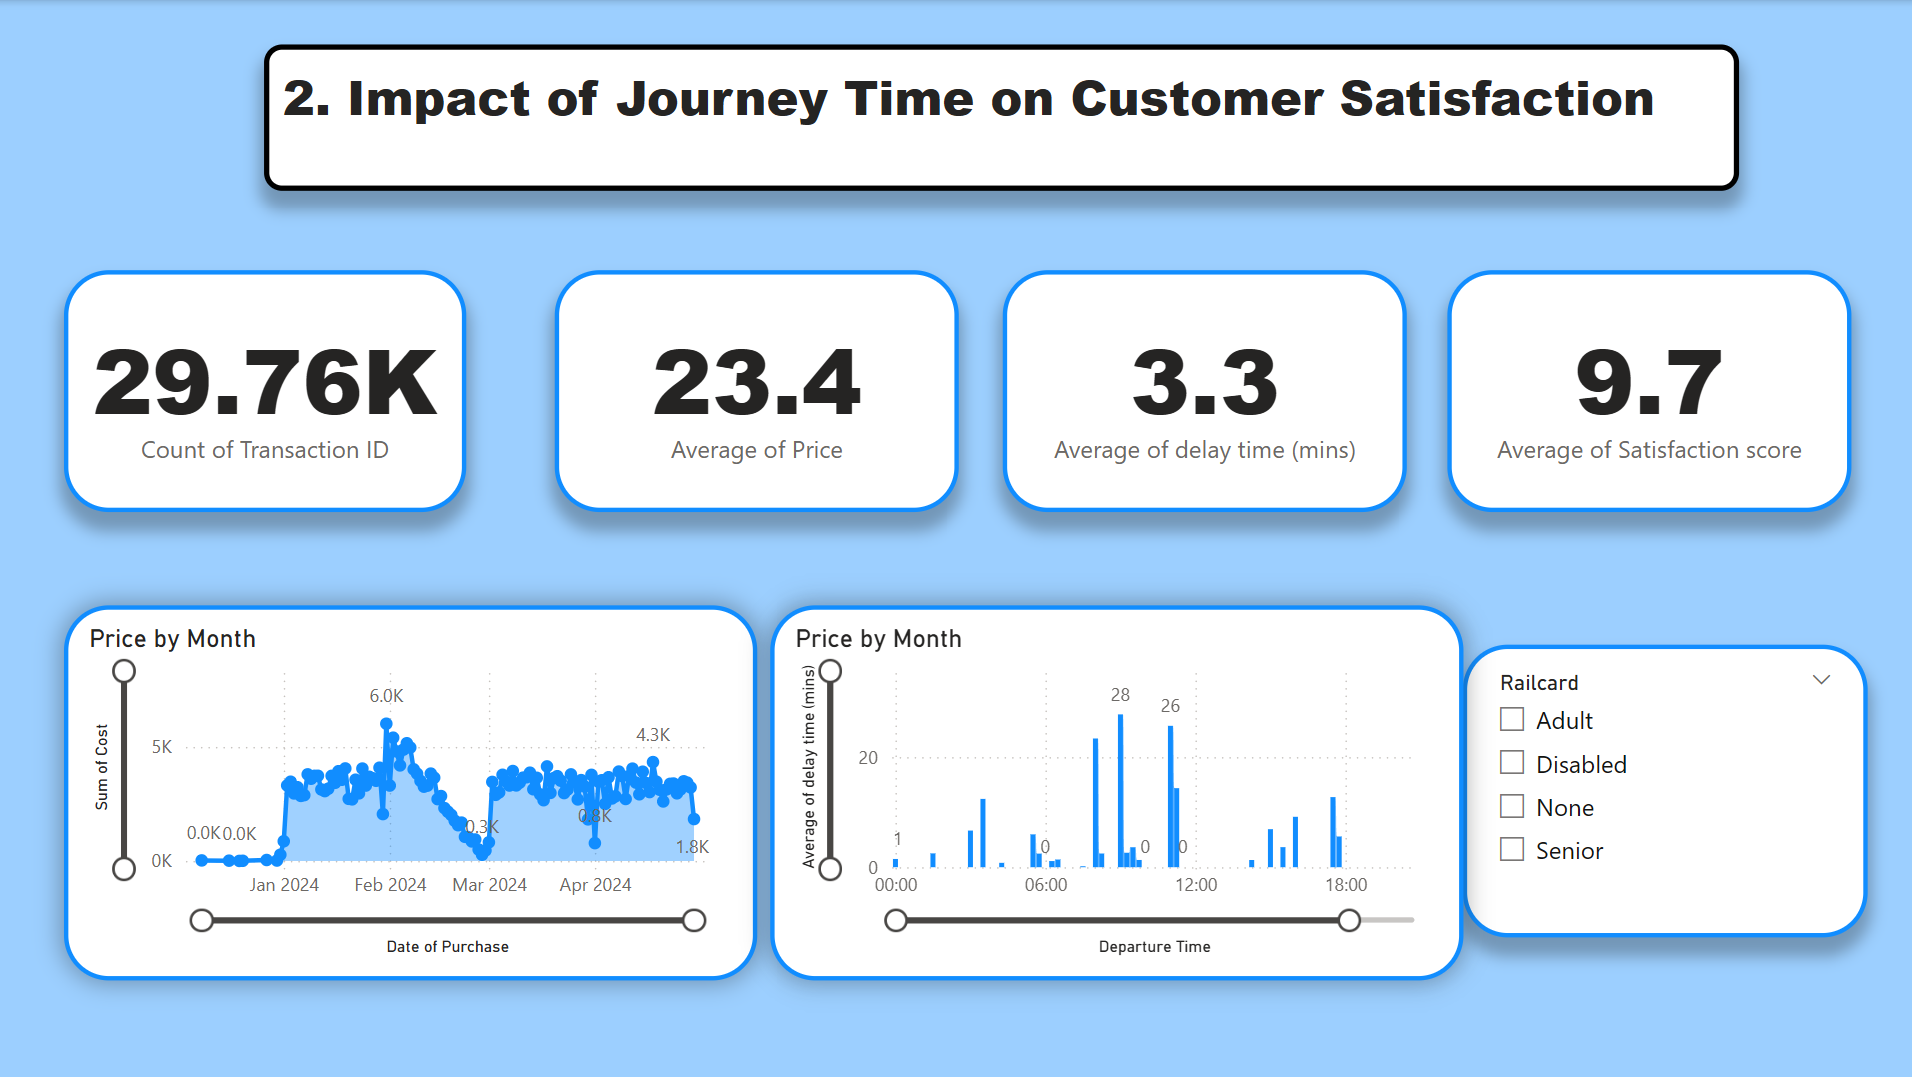 2. Impact of Journey Time on Customer Satisfaction
29.76K
Count of Transaction ID
23.4
Average of Price
3.3
Average of delay time (mins)
9.7
Average of Satisfaction score
Price by Month
Sum of Cost
5K
0K
6.0K
4.3K
0.0K
0.0K
0.3K
0.8K
1.8K
Jan 2024
Feb 2024
Mar 2024
Apr 2024
Date of Purchase
Price by Month
Average of delay time (mins)
20
0
28
26
1
0
0
0
00:00
06:00
12:00
18:00
Departure Time
Railcard
Adult
Disabled
None
Senior